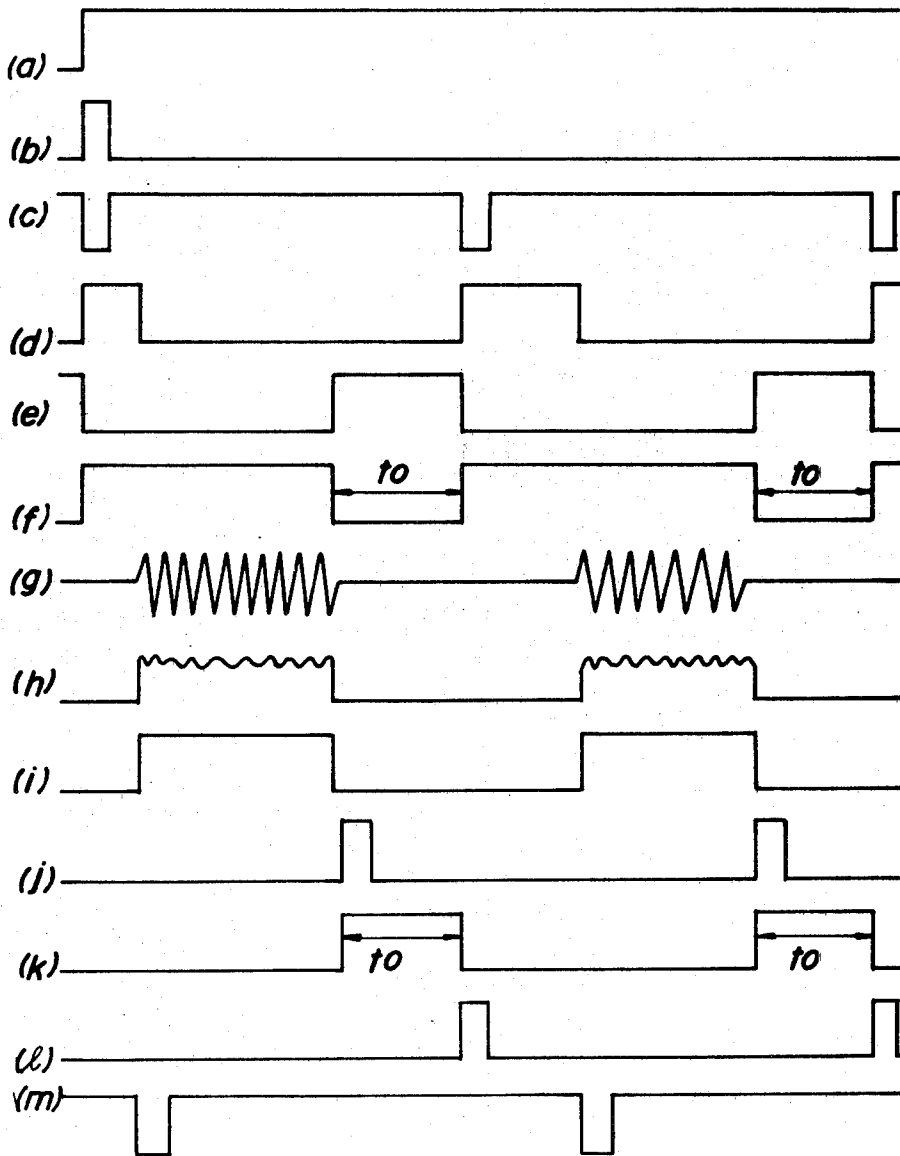 (a)
(b)
(c)
(d)
(e)
to to
(f)
(g)
(h)
(i)
(j)
(k) to to
(l)
(m)